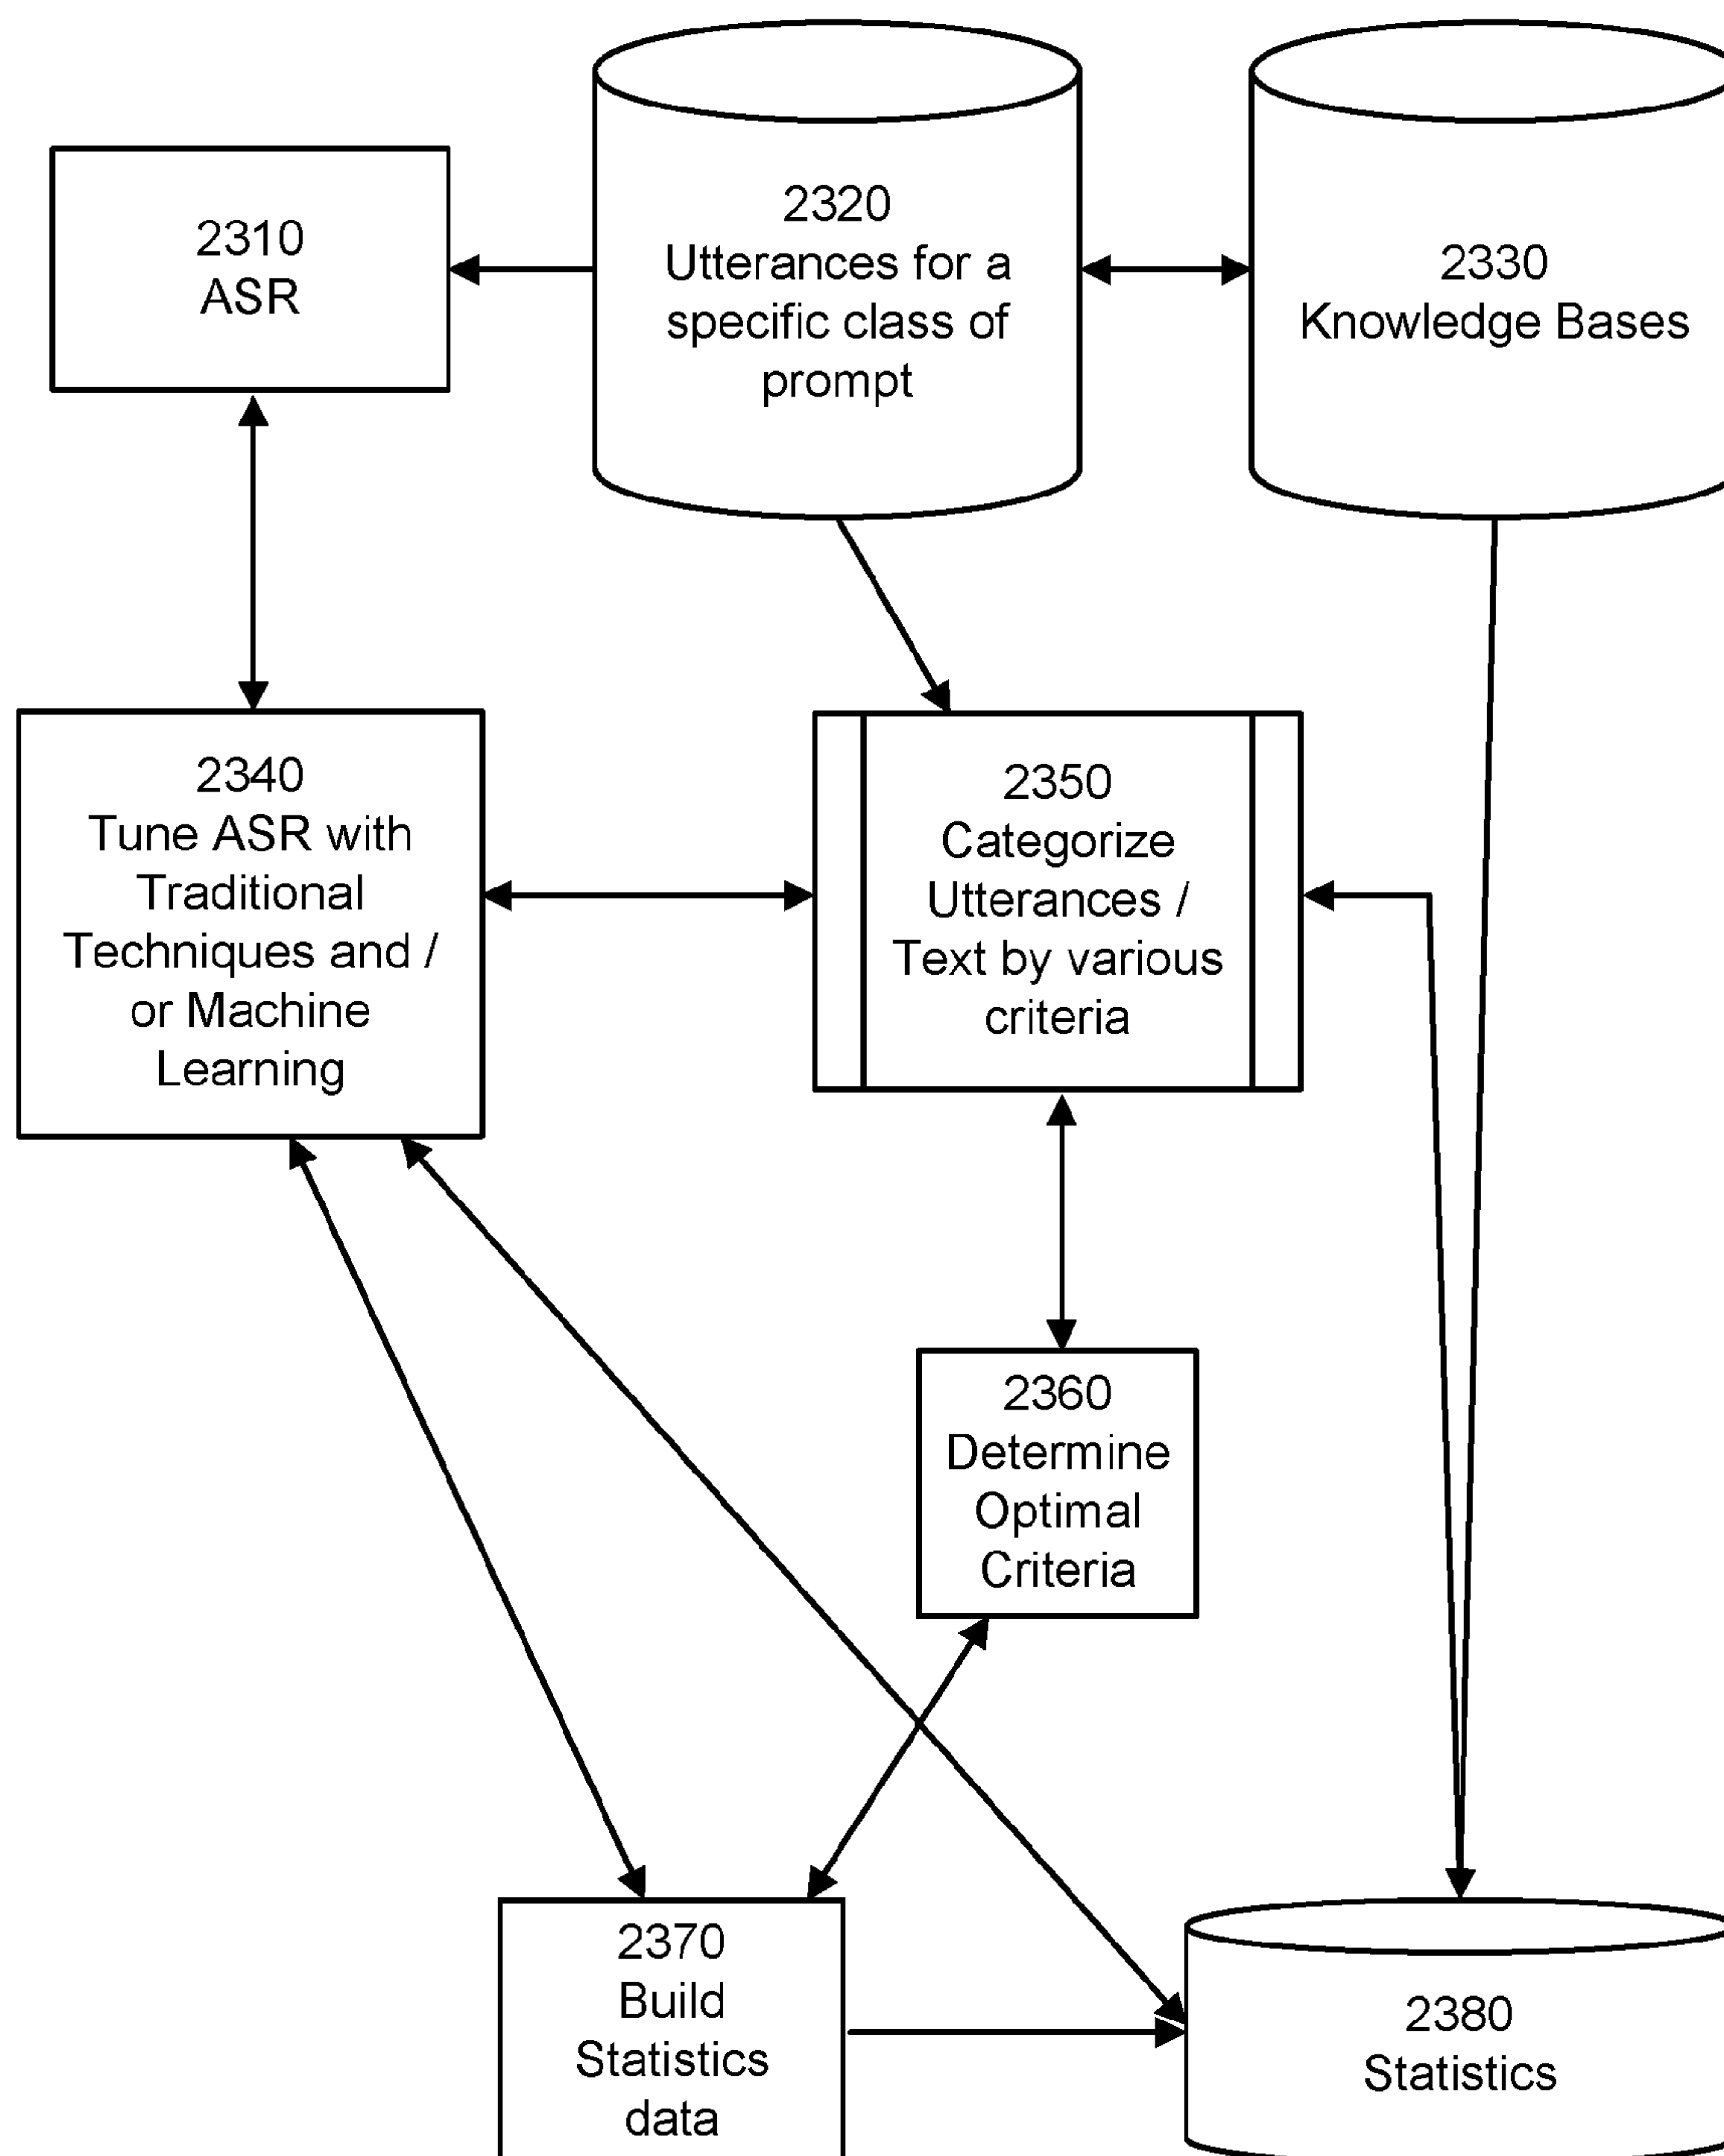 2310
ASR
2320
Utterances for a
specific class of
prompt
2330
Knowledge Bases
2340
Tune ASR with
Traditional
Techniques and /
or Machine
Learning
2350
Categorize
Utterances /
Text by various
criteria
2360
Determine
Optimal
Criteria
2370
Build
Statistics
data
2380
Statistics